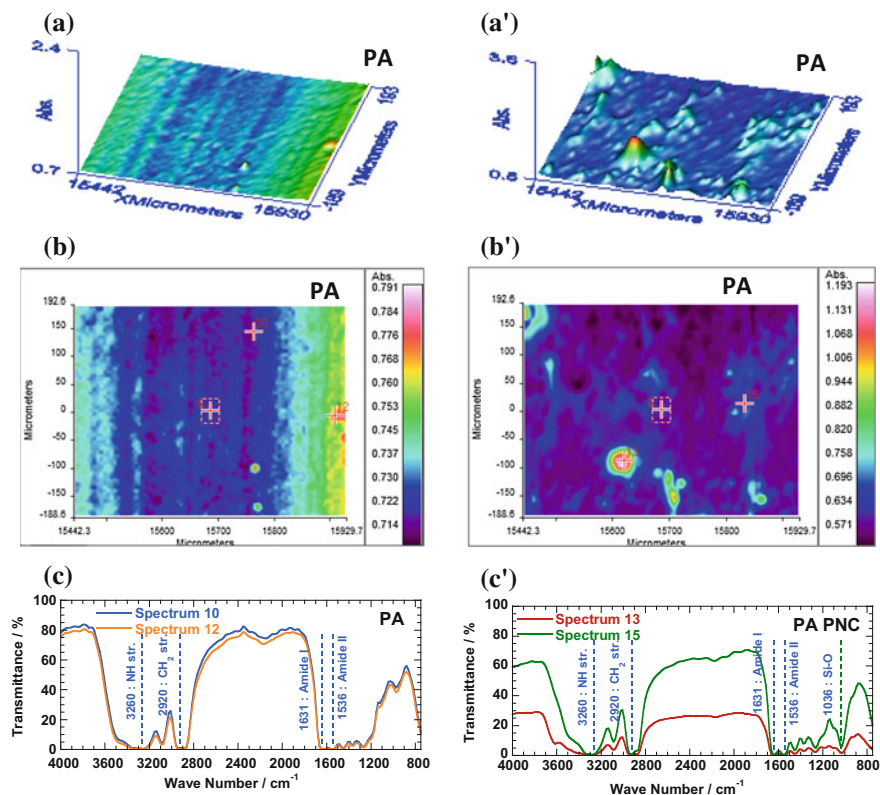 (a)
(a')
2.4
PA
Abs.
0.7
15442
XMicrometers
15930
-189
YMicrometers
193
3.6
PA
Abs
0.5
15442
XMicrometers
15930
-189
YMicrometers
193
(b)
(b')
PA
Abs.
0.791
0.784
0.776
0.768
0.761
0.753
0.745
0.737
0.730
0.722
0.714
192.6
150
100
50
0
-50
-100
-150
-188.6
Micrometers
10
12
15442.3
15600
15700
15800
15929.7
Micrometers
PA
Abs.
1.193
1.131
1.068
1.006
0.944
0.882
0.820
0.758
0.696
0.634
0.571
192.6
150
100
50
0
-50
-100
-150
-188.6
Micrometers
15442.3
15600
15700
15800
15929.7
Micrometers
(c)
(c')
PA
Spectrum 10
Spectrum 12
3260 : NH str.
2920 : CH2 str
1631 : Amide I
1536 : Amide II
Transmittance / %
100
80
60
40
20
0
4000 3600 3200 2800 2400 2000 1600 1200 800
Wave Number / cm-1
PA PNC
Spectrum 13
Spectrum 15
3260 : NH str.
2920 : CH2 str
1631 : Amide I
1536 : Amide II
1036 : Si-O
Transmittance / %
100
80
60
40
20
0
4000 3600 3200 2800 2400 2000 1600 1200 800
Wave Number / cm-1